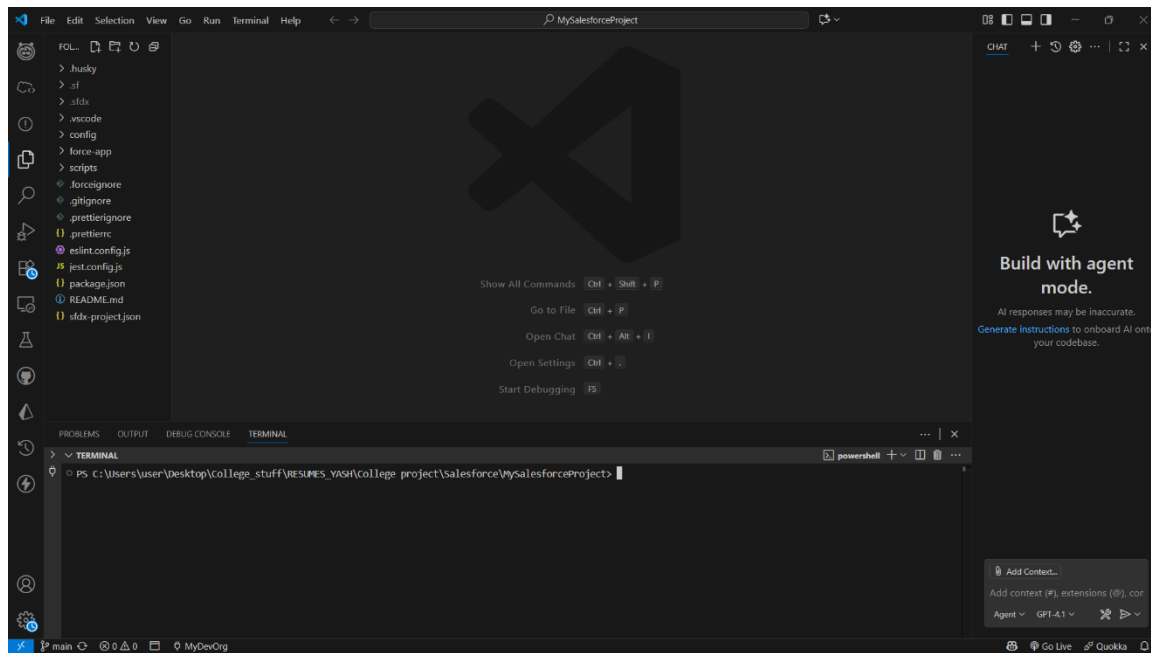 File Edit Selection View Go Run Terminal Help
MySalesforceProject
FOL...
.husky
.sf
.sfdx
.vscode
config
force-app
scripts
.forceignore
.gitignore
.prettierignore
{} .prettierrc
eslint.config.js
JS jest.config.js
{} package.json
README.md
{} sfdx-project.json
Show All Commands Ctrl + Shift + P
Go to File Ctrl + P
Open Chat Ctrl + Alt + I
Open Settings Ctrl + ,
Start Debugging F5
CHAT
Build with agent
mode.
AI responses may be inaccurate.
Generate instructions to onboard AI ont
your codebase.
PROBLEMS OUTPUT DEBUG CONSOLE TERMINAL
TERMINAL
powershell
PS C:\Users\user\Desktop\College_stuff\RESUMES_YASH\College project\Salesforce\MySalesforceProject>
Add Context...
Add context (#), extensions (@), cor
Agent GPT-4.1
main 0 0 MyDevOrg
Go Live Quokka